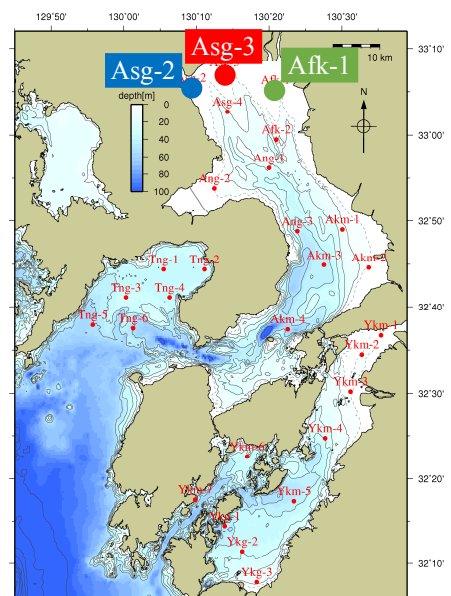 129°50' 130°00' 130°10' 130°20' 130°30'
33°10'
33°00'
32°50'
32°40'
32°30'
32°20'
32°10'
10 km
N
depth[m]
0
20
40
60
80
100
Asg-3
Asg-2
Afk-1
Asg-4
Afk-2
Ang-3
Ang-2
Akm-1
Ang-3
Tng-1
Tng-2
Akm-3
Akm-2
Tng-3
Tng-4
Tng-5
Tng-6
Akm-4
Ykm-1
Ykm-2
Ykm-3
Ykm-4
Ykm-6
Ykm-5
Ykg-2
Ykg-3